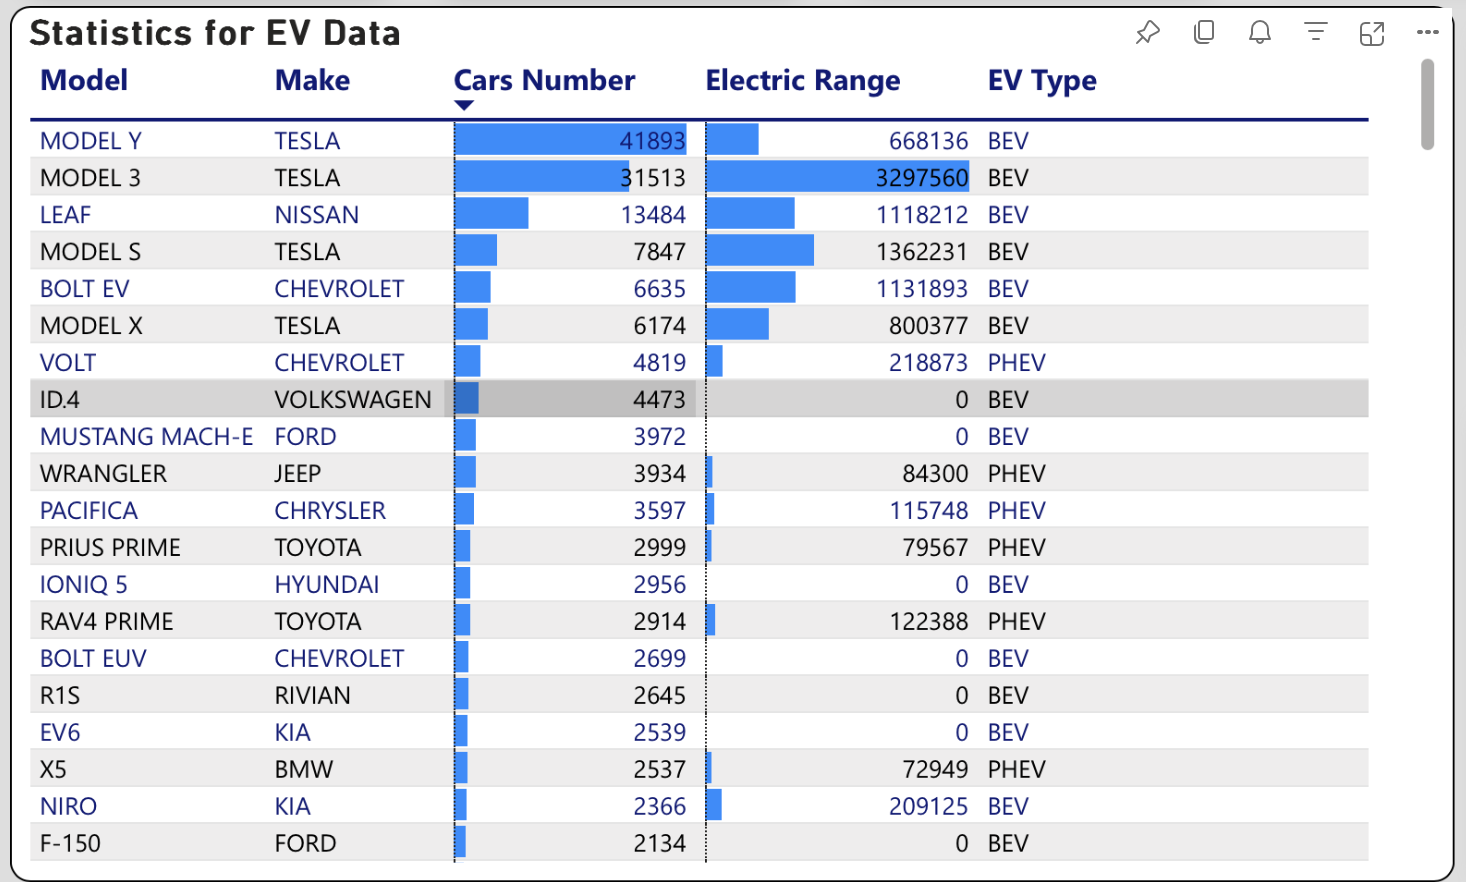 Statistics for EV Data
Model Make Cars Number Electric Range EV Type
MODEL Y TESLA 41893 668136 BEV
MODEL 3 TESLA 31513 3297560 BEV
LEAF NISSAN 13484 1118212 BEV
MODEL S TESLA 7847 1362231 BEV
BOLT EV CHEVROLET 6635 1131893 BEV
MODEL X TESLA 6174 800377 BEV
VOLT CHEVROLET 4819 218873 PHEV
ID.4 VOLKSWAGEN 4473 0 BEV
MUSTANG MACH-E FORD 3972 0 BEV
WRANGLER JEEP 3934 84300 PHEV
PACIFICA CHRYSLER 3597 115748 PHEV
PRIUS PRIME TOYOTA 2999 79567 PHEV
IONIQ 5 HYUNDAI 2956 0 BEV
RAV4 PRIME TOYOTA 2914 122388 PHEV
BOLT EUV CHEVROLET 2699 0 BEV
R1S RIVIAN 2645 0 BEV
EV6 KIA 2539 0 BEV
X5 BMW 2537 72949 PHEV
NIRO KIA 2366 209125 BEV
F-150 FORD 2134 0 BEV